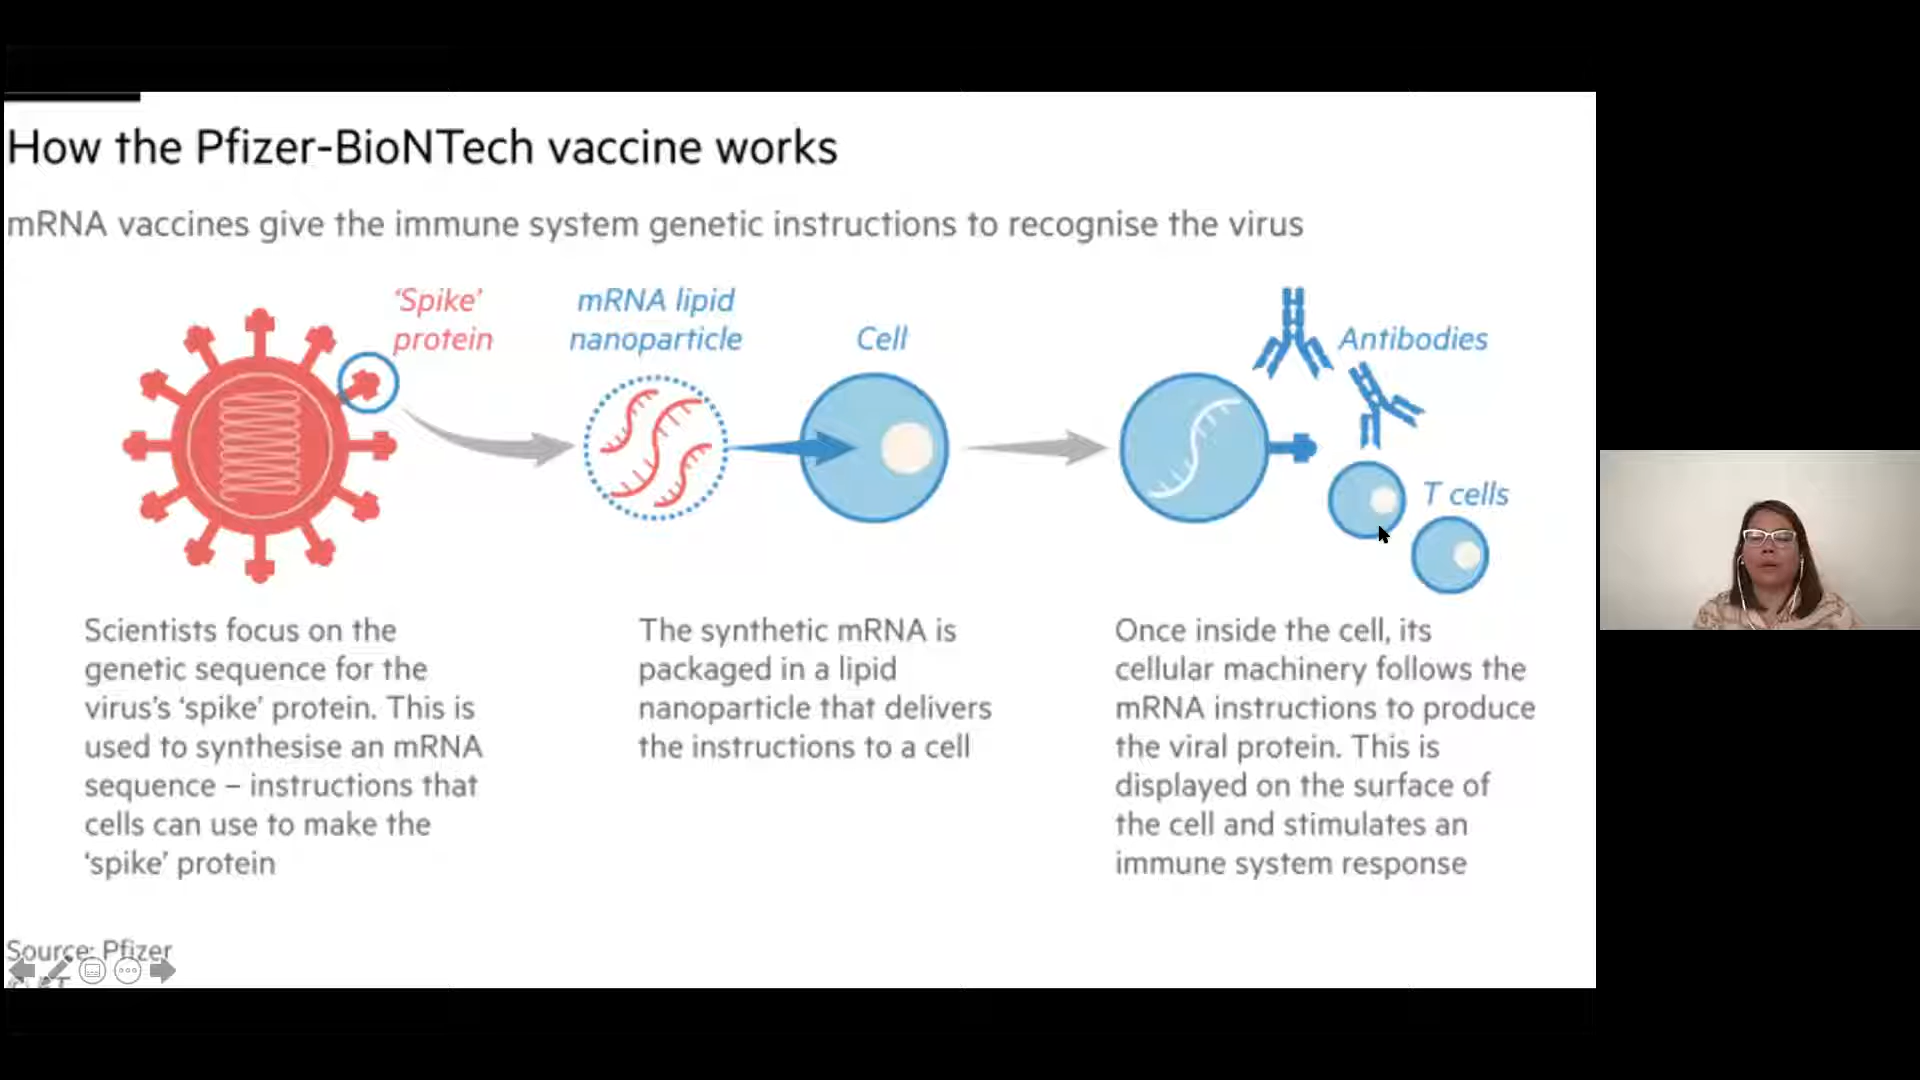 How the Pfizer-BioNTech vaccine works
mRNA vaccines give the immune system genetic instructions to recognise the virus
‘Spike’
protein
mRNA lipid
nanoparticle
Cell
Antibodies
T cells
Scientists focus on the
genetic sequence for the
virus’s ‘spike’ protein. This is
used to synthesise an mRNA
sequence – instructions that
cells can use to make the
‘spike’ protein
The synthetic mRNA is
packaged in a lipid
nanoparticle that delivers
the instructions to a cell
Once inside the cell, its
cellular machinery follows the
mRNA instructions to produce
the viral protein. This is
displayed on the surface of
the cell and stimulates an
immune system response
Source: Pfizer